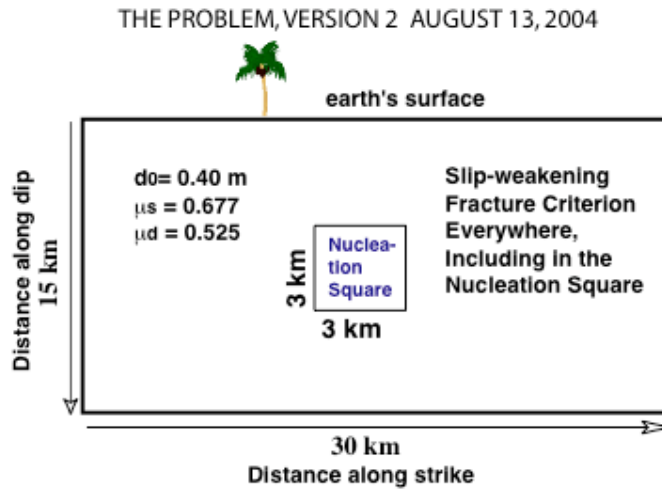 THE PROBLEM, VERSION 2  AUGUST 13, 2004
earth's surface
d0= 0.40 m
μs = 0.677
μd = 0.525
Slip-weakening
Fracture Criterion
Everywhere,
Including in the
Nucleation Square
Nuclea-
tion
Square
3 km
3 km
Distance along dip
15 km
30 km
Distance along strike